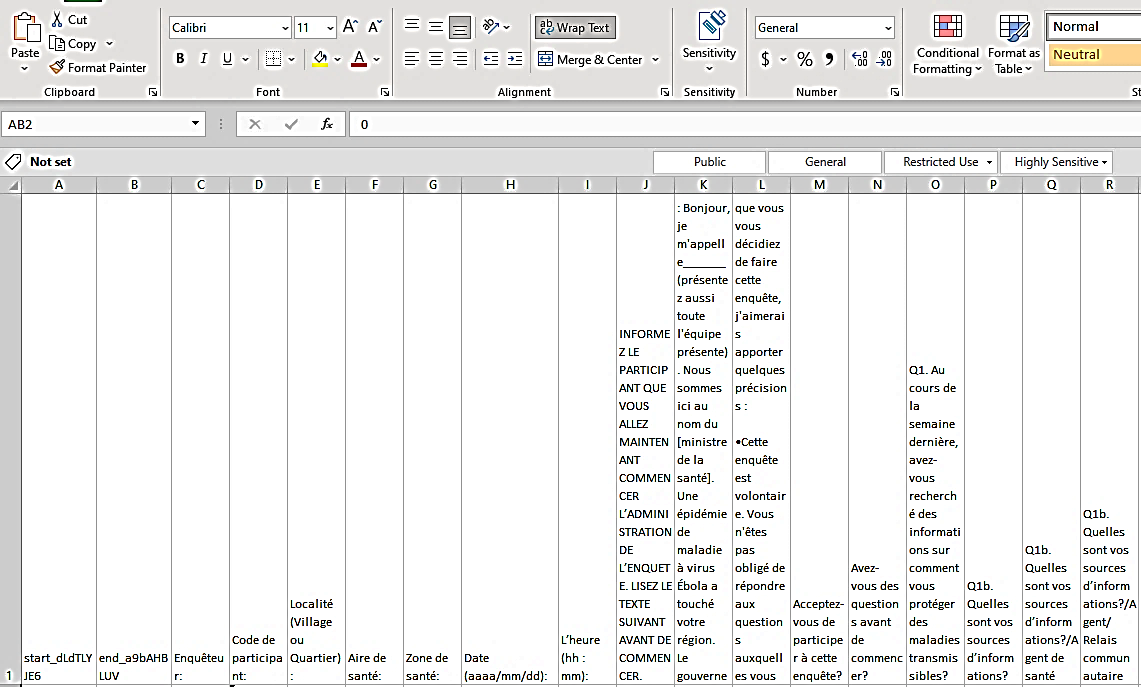 Cut
Copy
Paste
Format Painter
Clipboard
Calibri
11
A A
B I U A
Font
ab Wrap Text
Merge & Center
Alignment
Sensitivity
Sensitivity
General
$ % 9
Number
Conditional
Formatting
Format as
Table
Normal
Neutral
St
AB2
fx
0
Not set
Public
General
Restricted Use
Highly Sensitive
A B C D E F G H I J K L M N O P Q R
1
start_dLdTLY
JE6
end_a9bAHB
LUV
Enquêteu
r:
Code de
participa
nt:
Localité
(Village
ou
Quartier)
:
Aire de
santé:
Zone de
santé:
Date
(aaaa/mm/dd):
L’heure
(hh :
mm):
INFORME
Z LE
PARTICIP
ANT QUE
VOUS
ALLEZ
MAINTEN
ANT
COMMEN
CER
L’ADMINI
STRATION
DE
L’ENQUET
E. LISEZ LE
TEXTE
SUIVANT
AVANT DE
COMMEN
CER.
: Bonjour,
je
m'appell
e_______
(présente
z aussi
toute
l'équipe
présente)
. Nous
sommes
ici au
nom du
[ministre
de la
santé].
Une
épidémie
de
maladie
à virus
Ébola a
touché
votre
région.
Le
gouverne
que vous
vous
décidiez
de faire
cette
enquête,
j'aimerai
s
apporter
quelques
précision
s :
•Cette
enquête
est
volontair
e. Vous
n'êtes
pas
obligé de
répondre
aux
question
s
auxquell
es vous
Acceptez-
vous de
participe
r à cette
enquête?
Avez-
vous des
question
s avant
de
commenc
er?
Q1. Au
cours de
la
semaine
dernière,
avez-
vous
recherch
é des
informati
ons sur
comment
vous
protéger
des
maladies
transmis
sibles?
Q1b.
Quelles
sont vos
sources
d’inform
ations?
Q1b.
Quelles
sont vos
sources
d’inform
ations?/A
gent de
santé
Q1b.
Quelles
sont vos
sources
d’inform
ations?/A
gent/
Relais
commun
autaire